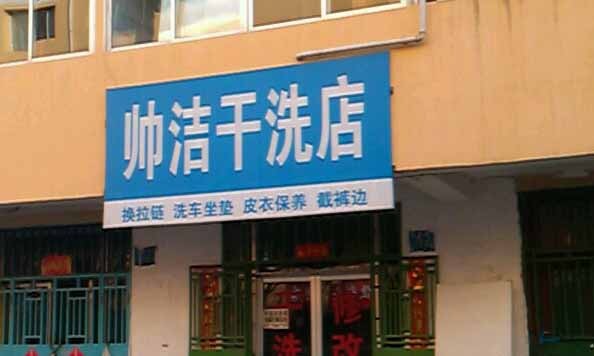 帅洁干洗店
换拉链 洗车坐垫 皮衣保养 截裤边
干洗
修改